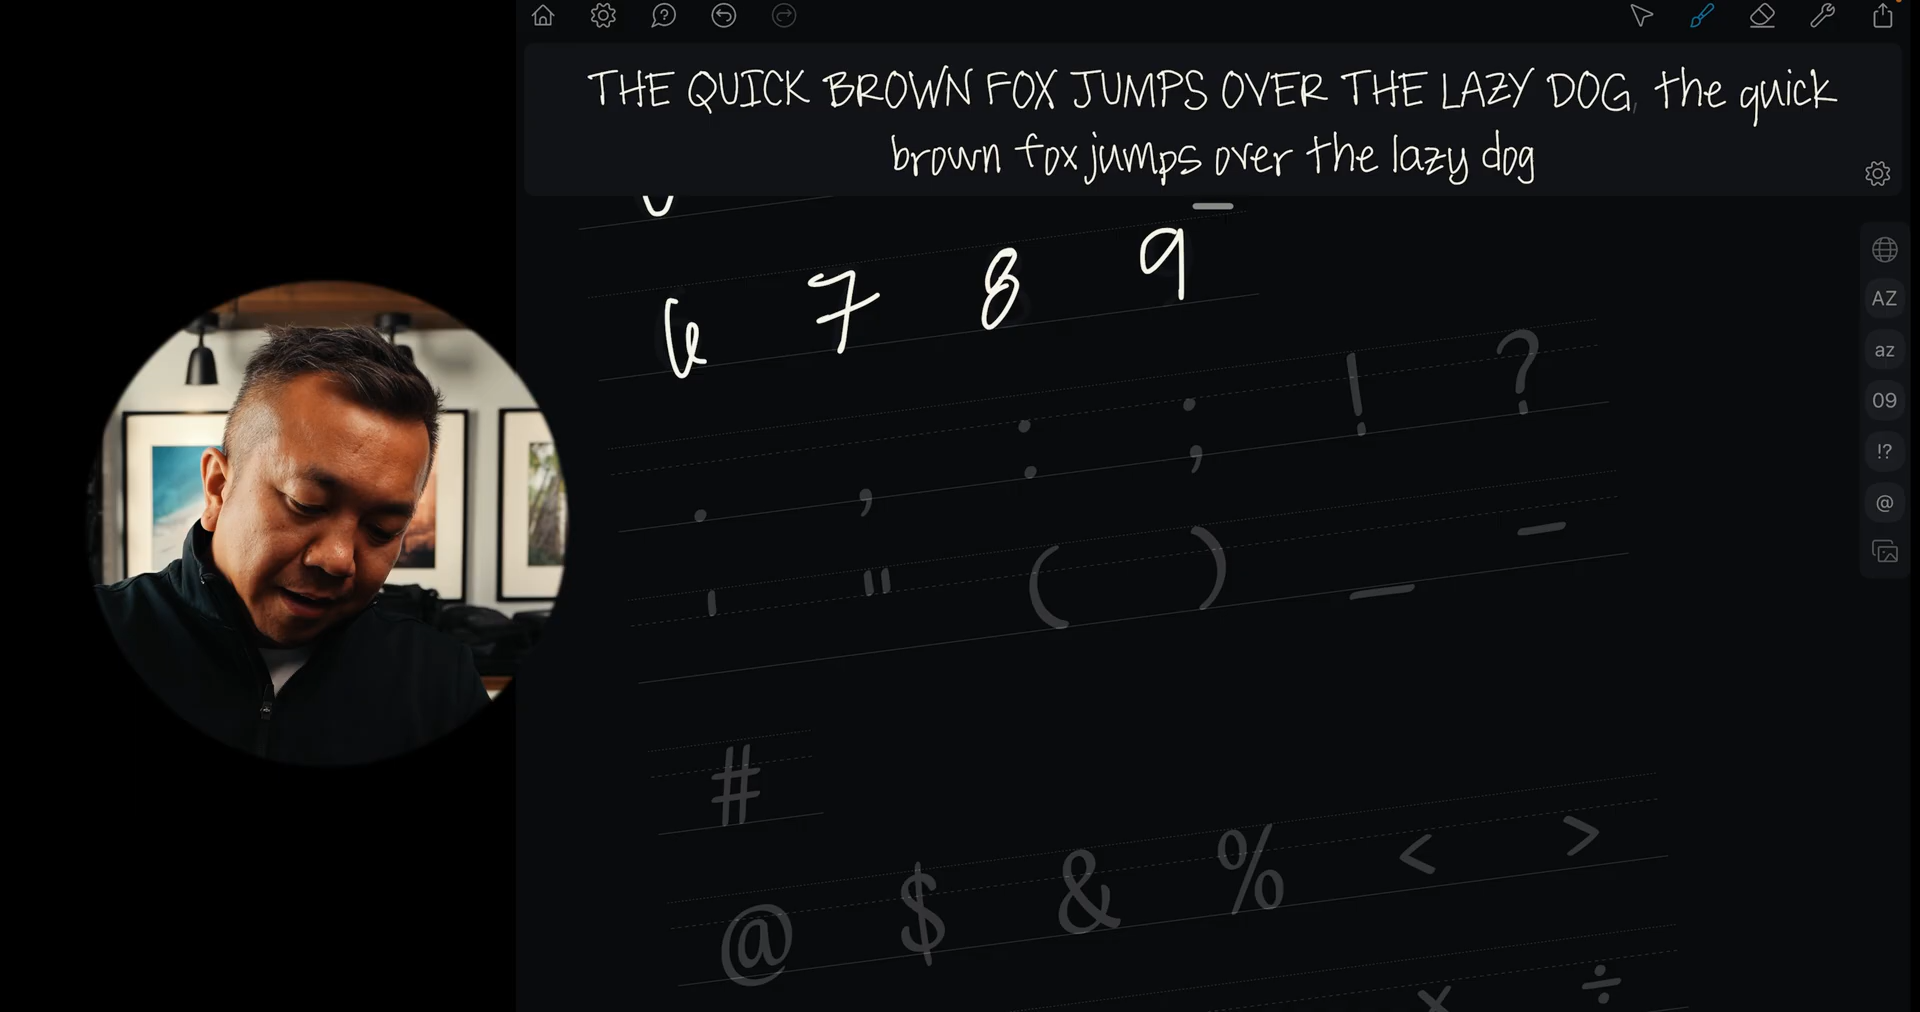 THE QUICK BROWN FOX JUMPS OVER THE LAZY DOG, the quick
brown fox jumps over the lazy dog
6 7 8 9
. , : ; ! ?
' " ( ) _ -
#
@ $ & % < >
× ÷
AZ
az
09
!?
@